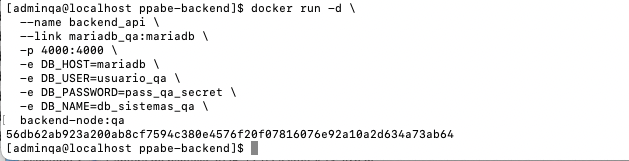 [adminqa@localhost ppabe-backend]$ docker run -d \
  --name backend_api \
  --link mariadb_qa:mariadb \
  -p 4000:4000 \
  -e DB_HOST=mariadb \
  -e DB_USER=usuario_qa \
  -e DB_PASSWORD=pass_qa_secret \
  -e DB_NAME=db_sistemas_qa \
  backend-node:qa
56db62ab923a200ab8cf7594c380e4576f20f07816076e92a10a2d634a73ab64
[adminqa@localhost ppabe-backend]$